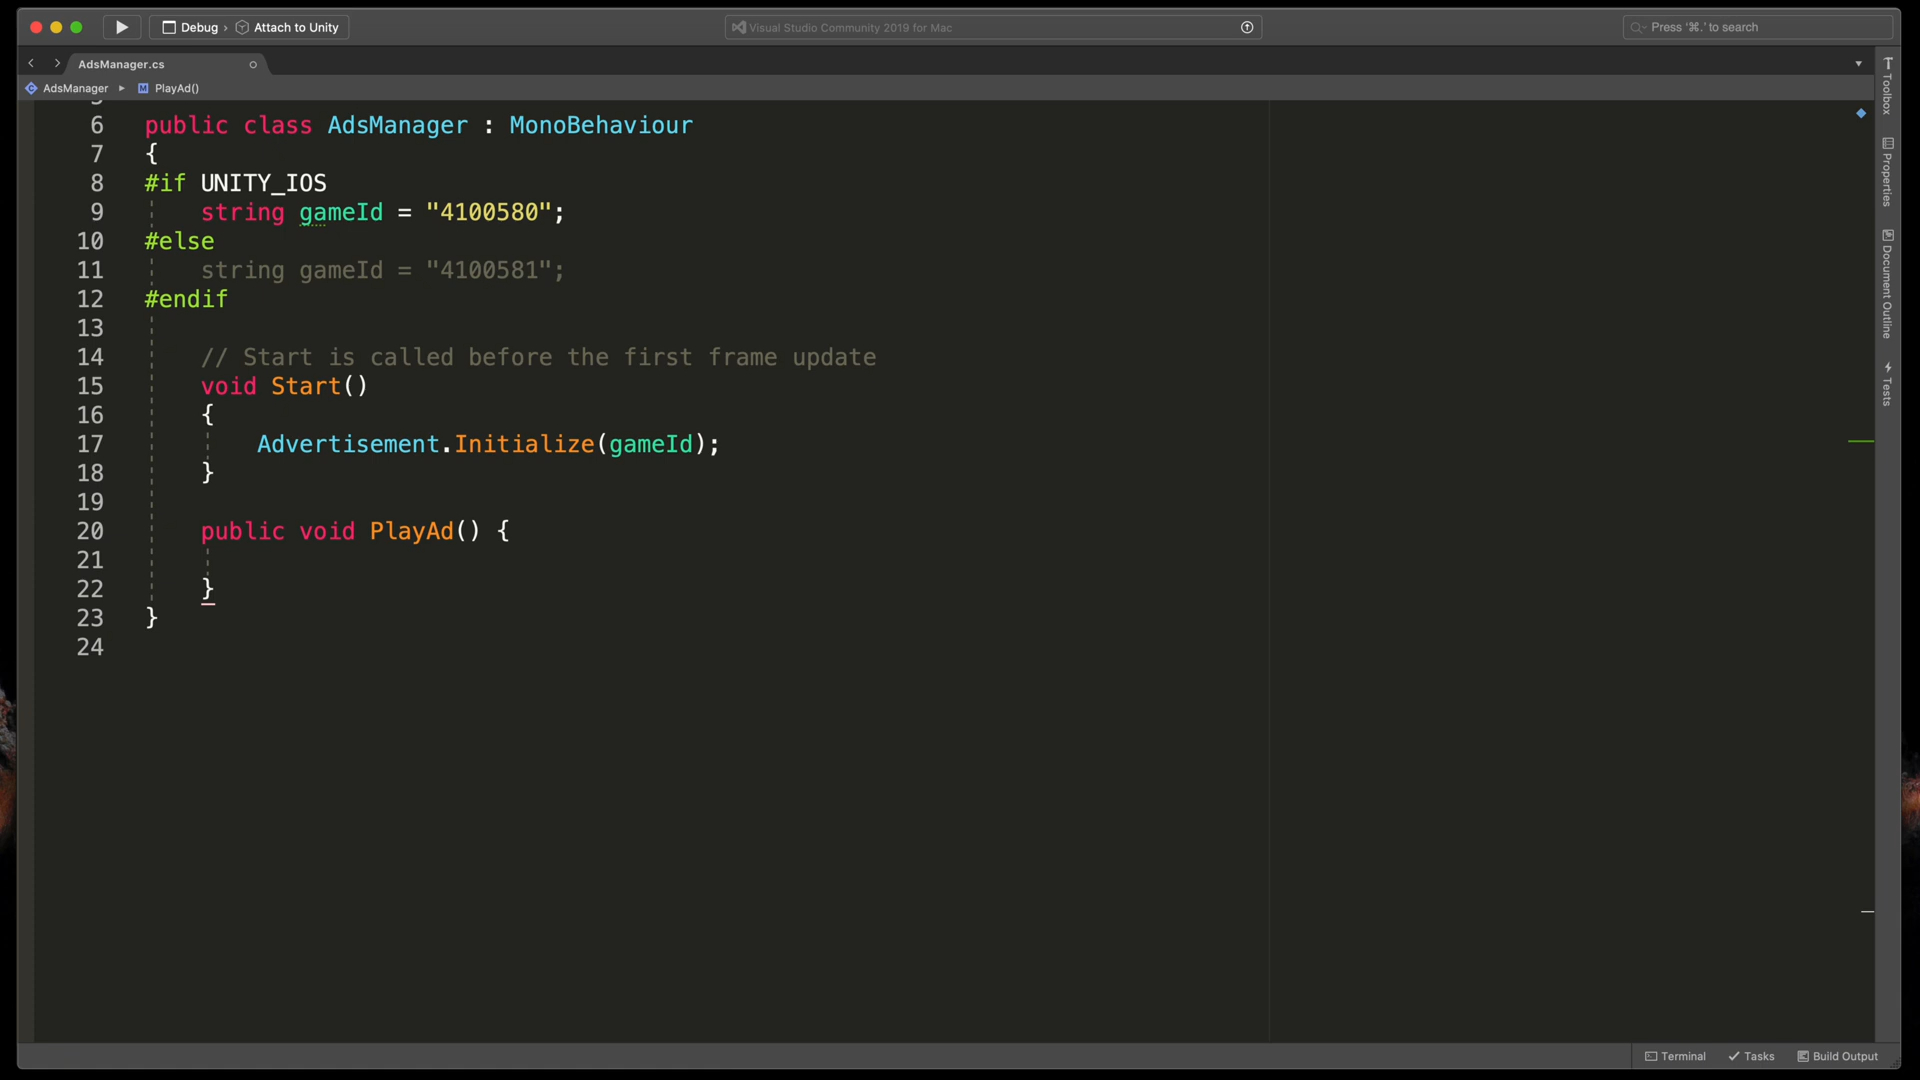 Debug › Attach to Unity
Visual Studio Community 2019 for Mac
Press '⌘.' to search
AdsManager.cs
AdsManager ▸ PlayAd()
6 public class AdsManager : MonoBehaviour
7 {
8 #if UNITY_IOS
9 string gameId = "4100580";
10 #else
11 string gameId = "4100581";
12 #endif
13
14 // Start is called before the first frame update
15 void Start()
16 {
17 Advertisement.Initialize(gameId);
18 }
19
20 public void PlayAd() {
21
22 }
23 }
24
Toolbox
Properties
Document Outline
Tests
Terminal
Tasks
Build Output